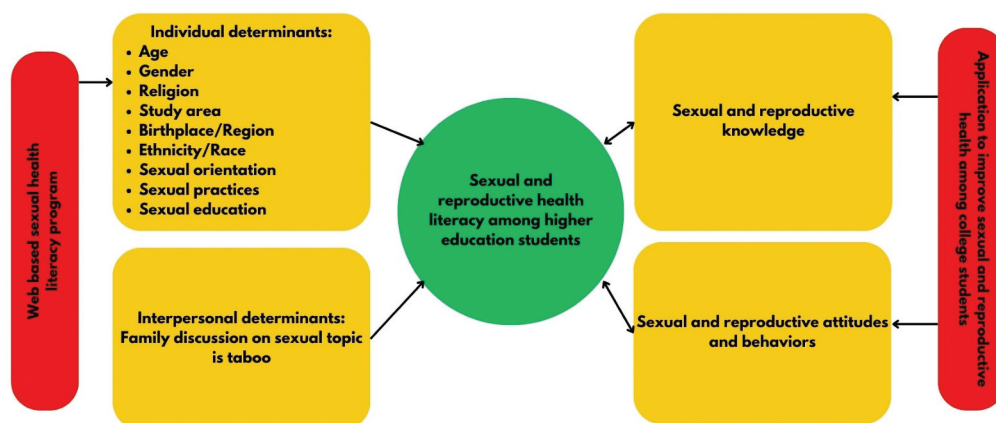 Web based sexual health
literacy program
Individual determinants:
• Age
• Gender
• Religion
• Study area
• Birthplace/Region
• Ethnicity/Race
• Sexual orientation
• Sexual practices
• Sexual education
Interpersonal determinants:
Family discussion on sexual topic
is taboo
Sexual and
reproductive health
literacy among higher
education students
Sexual and reproductive
knowledge
Sexual and reproductive attitudes
and behaviors
Application to improve sexual and reproductive
health among college students